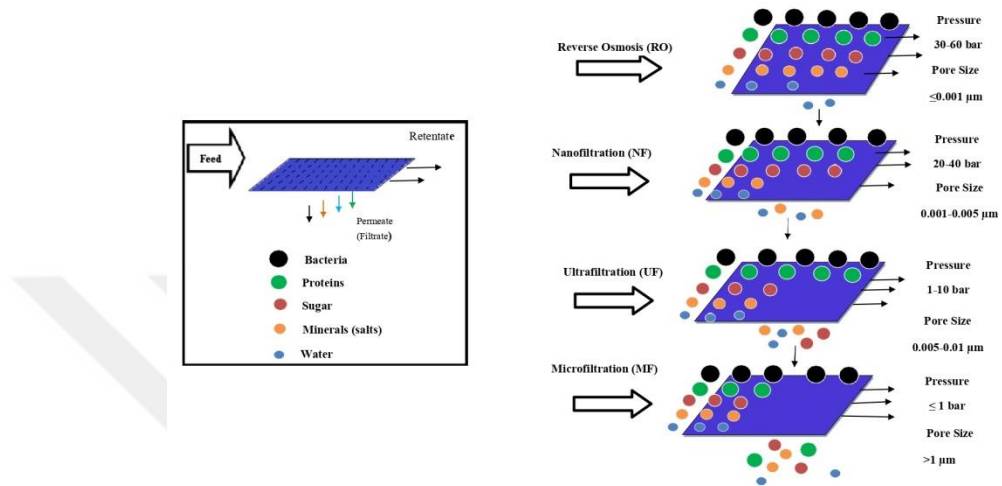 Feed
Retentate
Permeate
(Filtrate)
Bacteria
Proteins
Sugar
Minerals (salts)
Water
Reverse Osmosis (RO)
Pressure
30-60 bar
Pore Size
≤0.001 µm
Nanofiltration (NF)
Pressure
20-40 bar
Pore Size
0.001-0.005 µm
Ultrafiltration (UF)
Pressure
1-10 bar
Pore Size
0.005-0.01 µm
Microfiltration (MF)
Pressure
≤ 1 bar
Pore Size
>1 µm